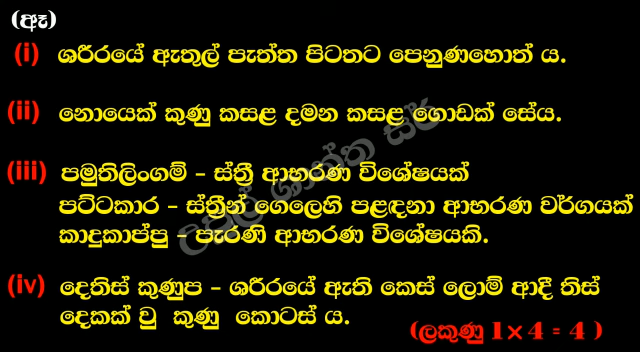 (ඈ)
(i) ශරීරයේ ඇතුල් පැත්ත පිටතට පෙනුණහොත් ය.
(ii) නොයෙක් කුණු කසළ දමන කසළ ගොඩක් සේය.
(iii) පමුතිලිංගම් - ස්ත්‍රී ආභරණ විශේෂයක්
පට්ටකාර - ස්ත්‍රීන් ගෙලෙහි පළඳනා ආභරණ වර්ගයක්
කාදුකාප්පු - පැරණි ආභරණ විශේෂයකි.
(iv) දෙතිස් කුණුප - ශරීරයේ ඇති කෙස් ලොම් ආදී තිස්
දෙකක් වු කුණු කොටස් ය.
(ලකුණු 1×4 = 4 )